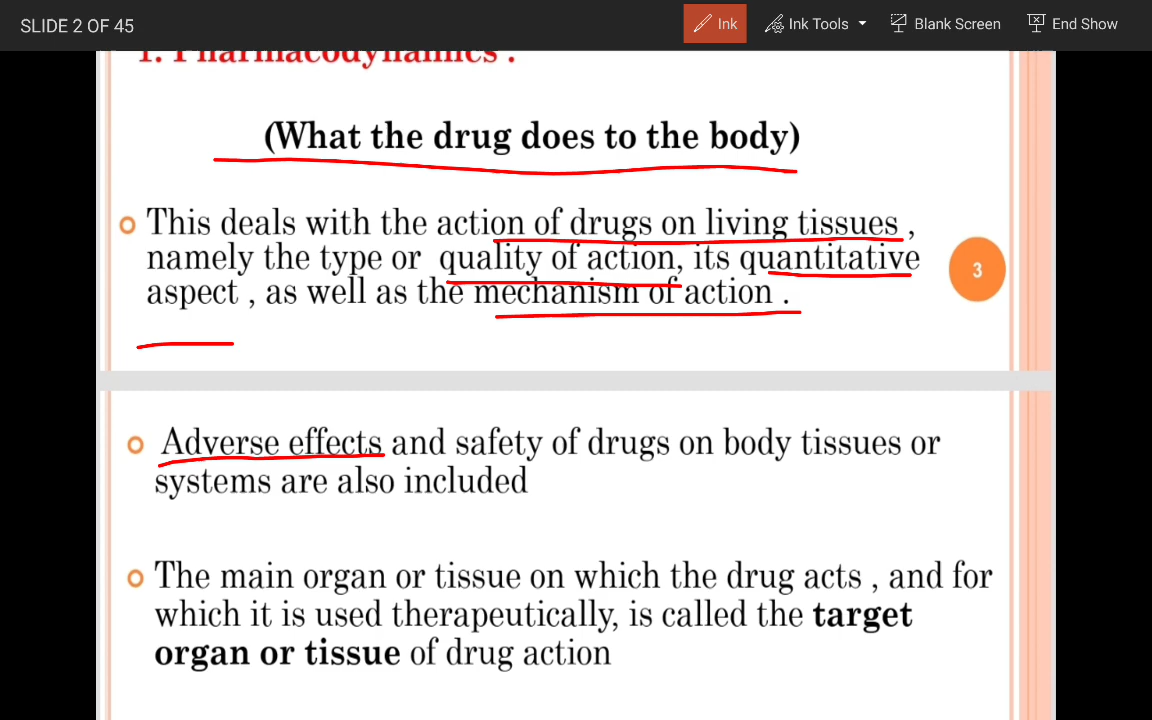 SLIDE 2 OF 45 Ink Ink Tools Blank Screen End Show
1. Pharmacodynamics :
(What the drug does to the body)
This deals with the action of drugs on living tissues ,
namely the type or quality of action, its quantitative
aspect , as well as the mechanism of action .
3
Adverse effects and safety of drugs on body tissues or
systems are also included
The main organ or tissue on which the drug acts , and for
which it is used therapeutically, is called the target
organ or tissue of drug action